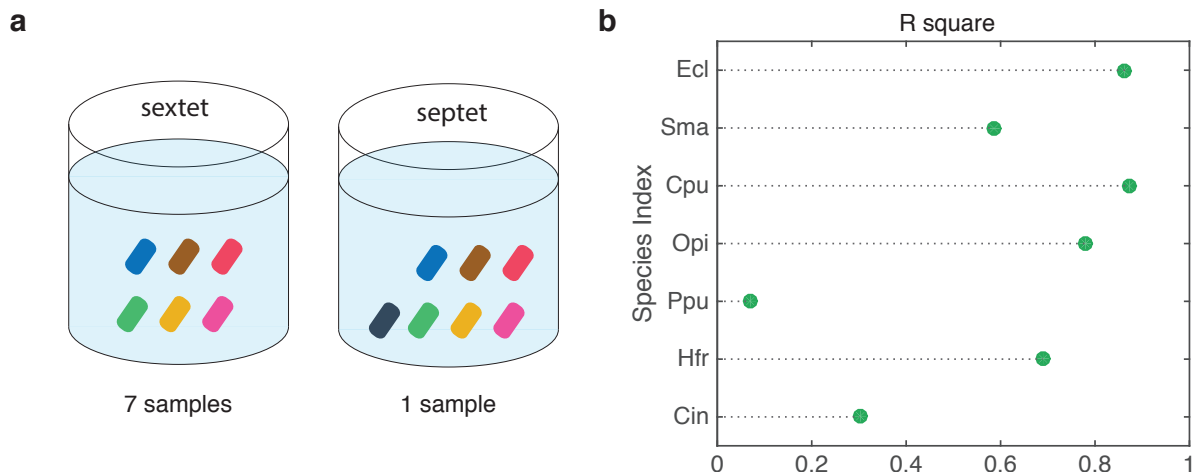 a
sextet
septet
7 samples
1 sample
b
R square
Species Index
Ecl
Sma
Cpu
Opi
Ppu
Hfr
Cin
0 0.2 0.4 0.6 0.8 1